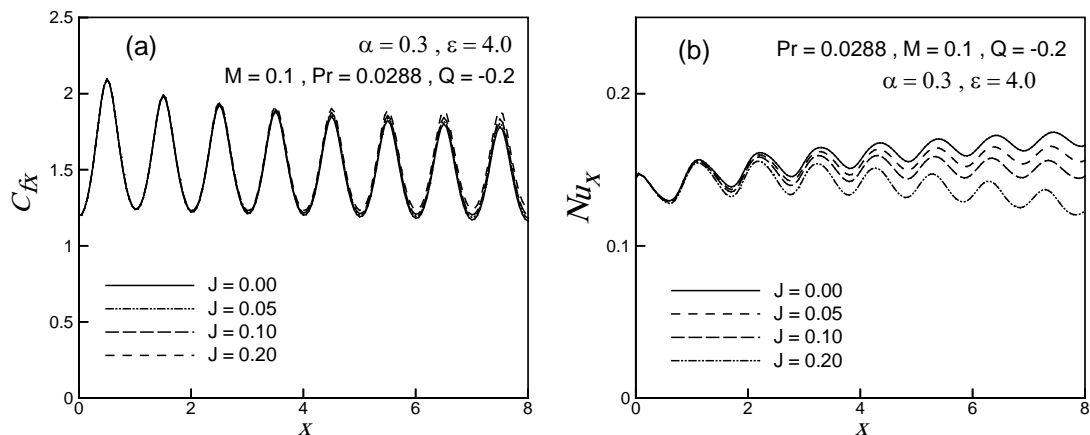 (a)
α = 0.3 , ε = 4.0
M = 0.1 , Pr = 0.0288 , Q = -0.2
2.5
2
1.5
1
0.5
0
C_fx
J = 0.00
J = 0.05
J = 0.10
J = 0.20
0 2 4 6 8
x
(b)
Pr = 0.0288 , M = 0.1 , Q = -0.2
α = 0.3 , ε = 4.0
0.2
0.1
0
Nu_x
J = 0.00
J = 0.05
J = 0.10
J = 0.20
0 2 4 6 8
x